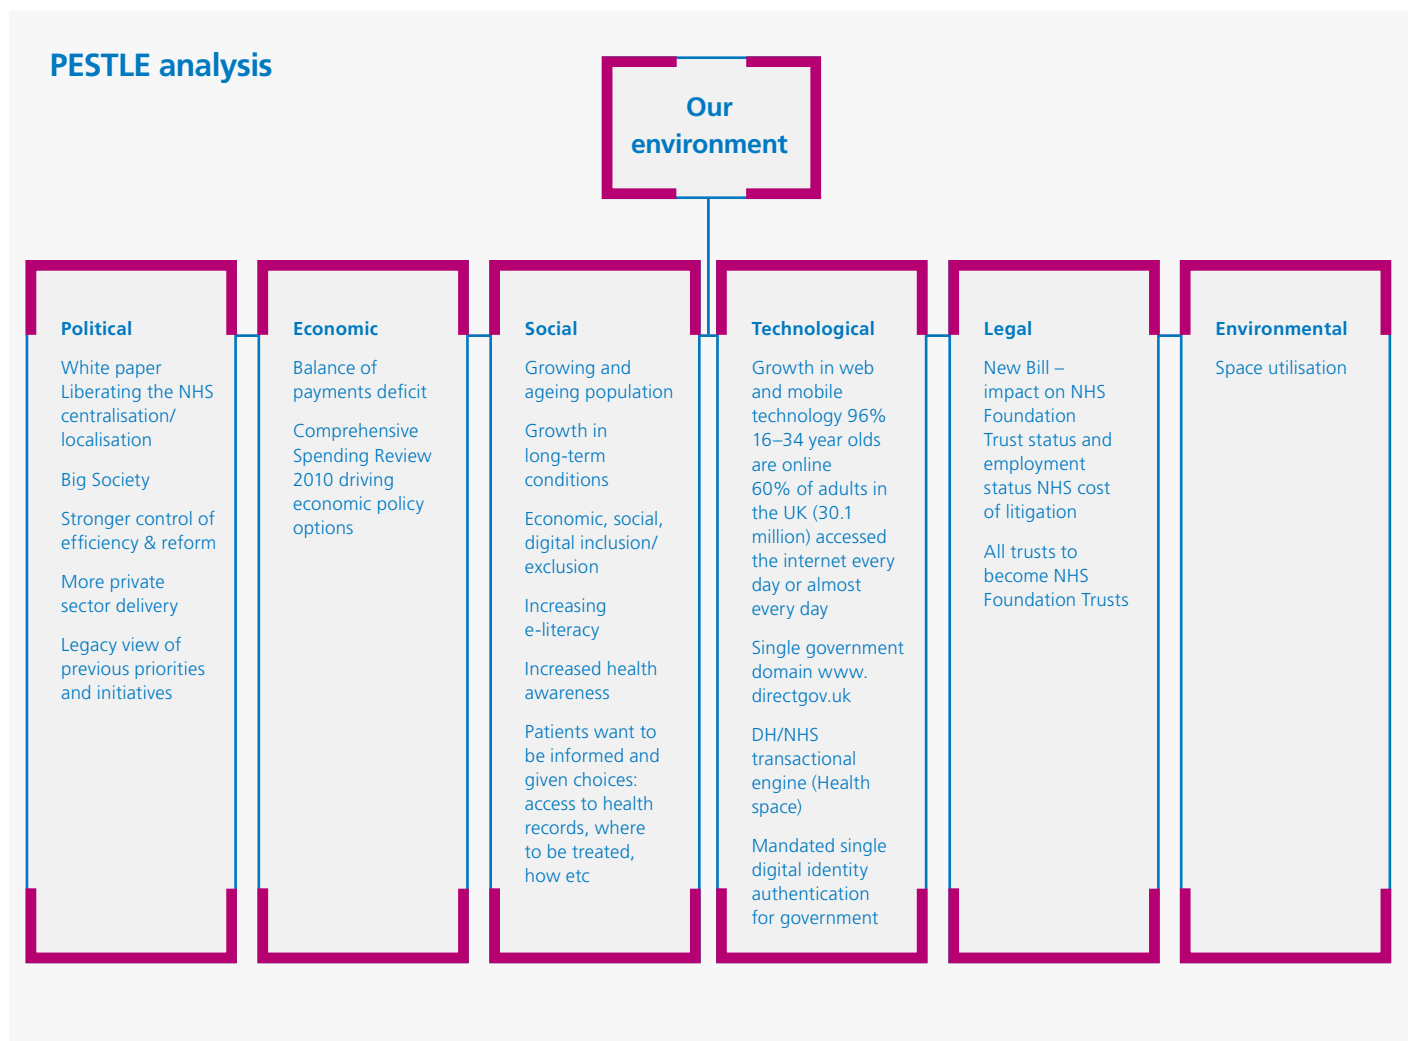 PESTLE analysis
Our
environment
Political
White paper
Liberating the NHS
centralisation/
localisation
Big Society
Stronger control of
efficiency & reform
More private
sector delivery
Legacy view of
previous priorities
and initiatives
Economic
Balance of
payments deficit
Comprehensive
Spending Review
2010 driving
economic policy
options
Social
Growing and
ageing population
Growth in
long-term
conditions
Economic, social,
digital inclusion/
exclusion
Increasing
e-literacy
Increased health
awareness
Patients want to
be informed and
given choices:
access to health
records, where
to be treated,
how etc
Technological
Growth in web
and mobile
technology 96%
16–34 year olds
are online
60% of adults in
the UK (30.1
million) accessed
the internet every
day or almost
every day
Single government
domain www.
directgov.uk
DH/NHS
transactional
engine (Health
space)
Mandated single
digital identity
authentication
for government
Legal
New Bill –
impact on NHS
Foundation
Trust status and
employment
status NHS cost
of litigation
All trusts to
become NHS
Foundation Trusts
Environmental
Space utilisation